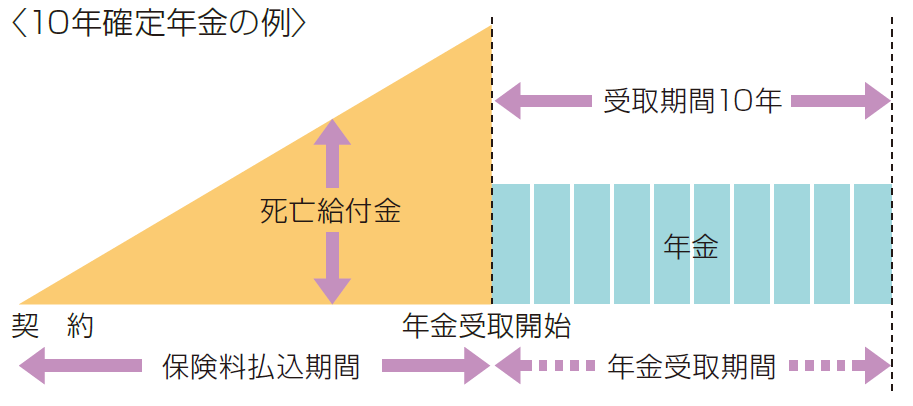 〈10年確定年金の例〉
受取期間10年
死亡給付金
年金
契　約
年金受取開始
保険料払込期間
年金受取期間